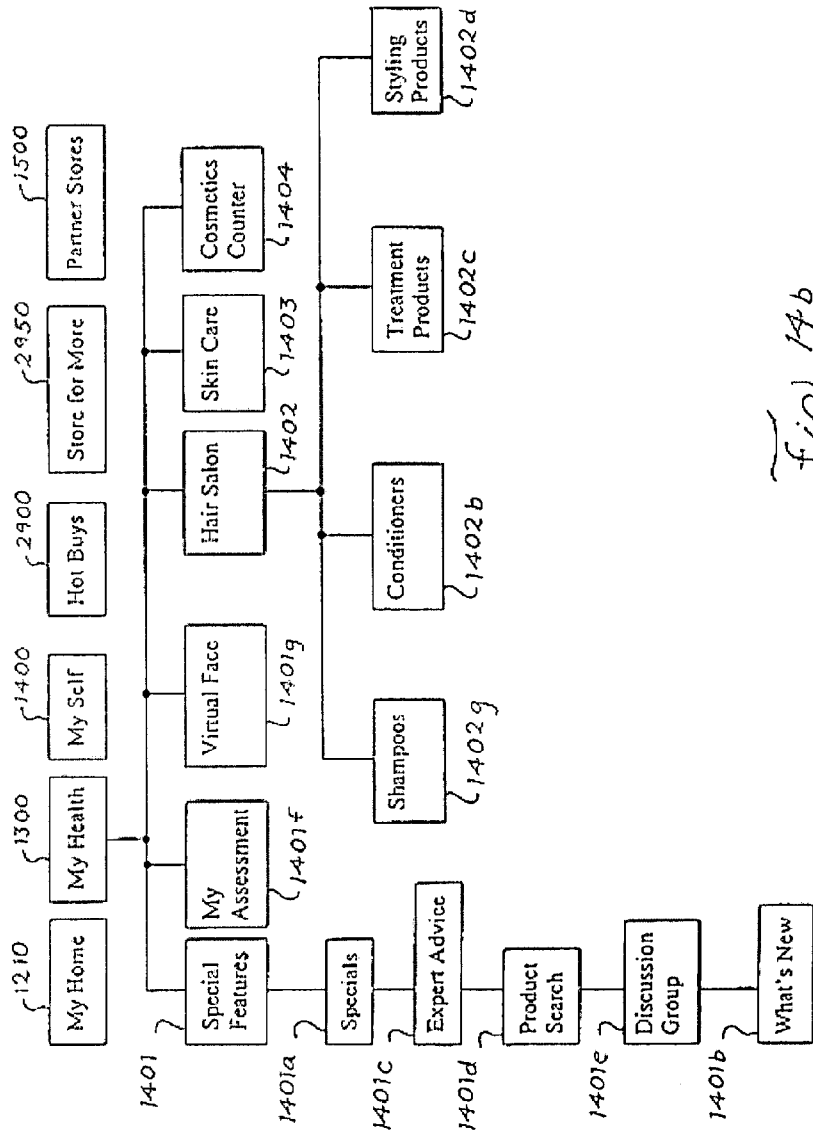 1210
1300
1400
2900
2950
1500
My Home
My Health
My Self
Hot Buys
Store for More
Partner Stores
1401
Special
Features
My
Assessment
1401f
Virtual Face
1401g
Hair Salon
1402
Skin Care
1403
Cosmetics
Counter
1404
1401a
Specials
1401c
Expert Advice
1401d
Product
Search
1401e
Discussion
Group
1401b
What's New
Shampoos
1402g
Conditioners
1402b
Treatment
Products
1402c
Styling
Products
1402d
Fig 14b